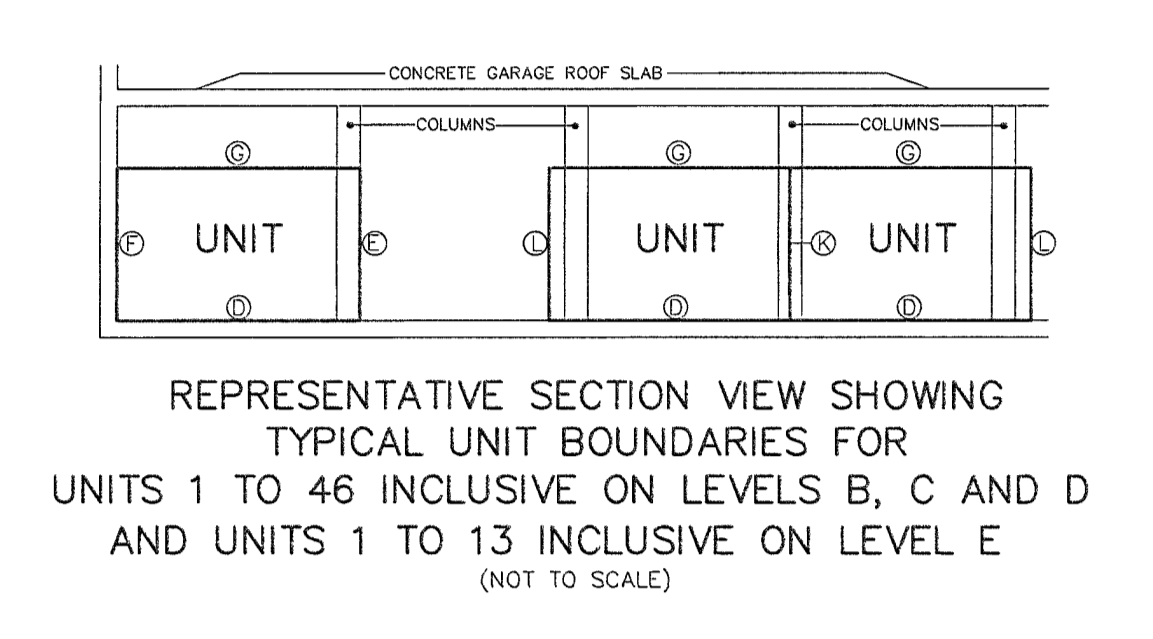 CONCRETE GARAGE ROOF SLAB
COLUMNS COLUMNS
G G G
UNIT UNIT UNIT
F E L K L
D D D
REPRESENTATIVE SECTION VIEW SHOWING
TYPICAL UNIT BOUNDARIES FOR
UNITS 1 TO 46 INCLUSIVE ON LEVELS B, C AND D
AND UNITS 1 TO 13 INCLUSIVE ON LEVEL E
(NOT TO SCALE)